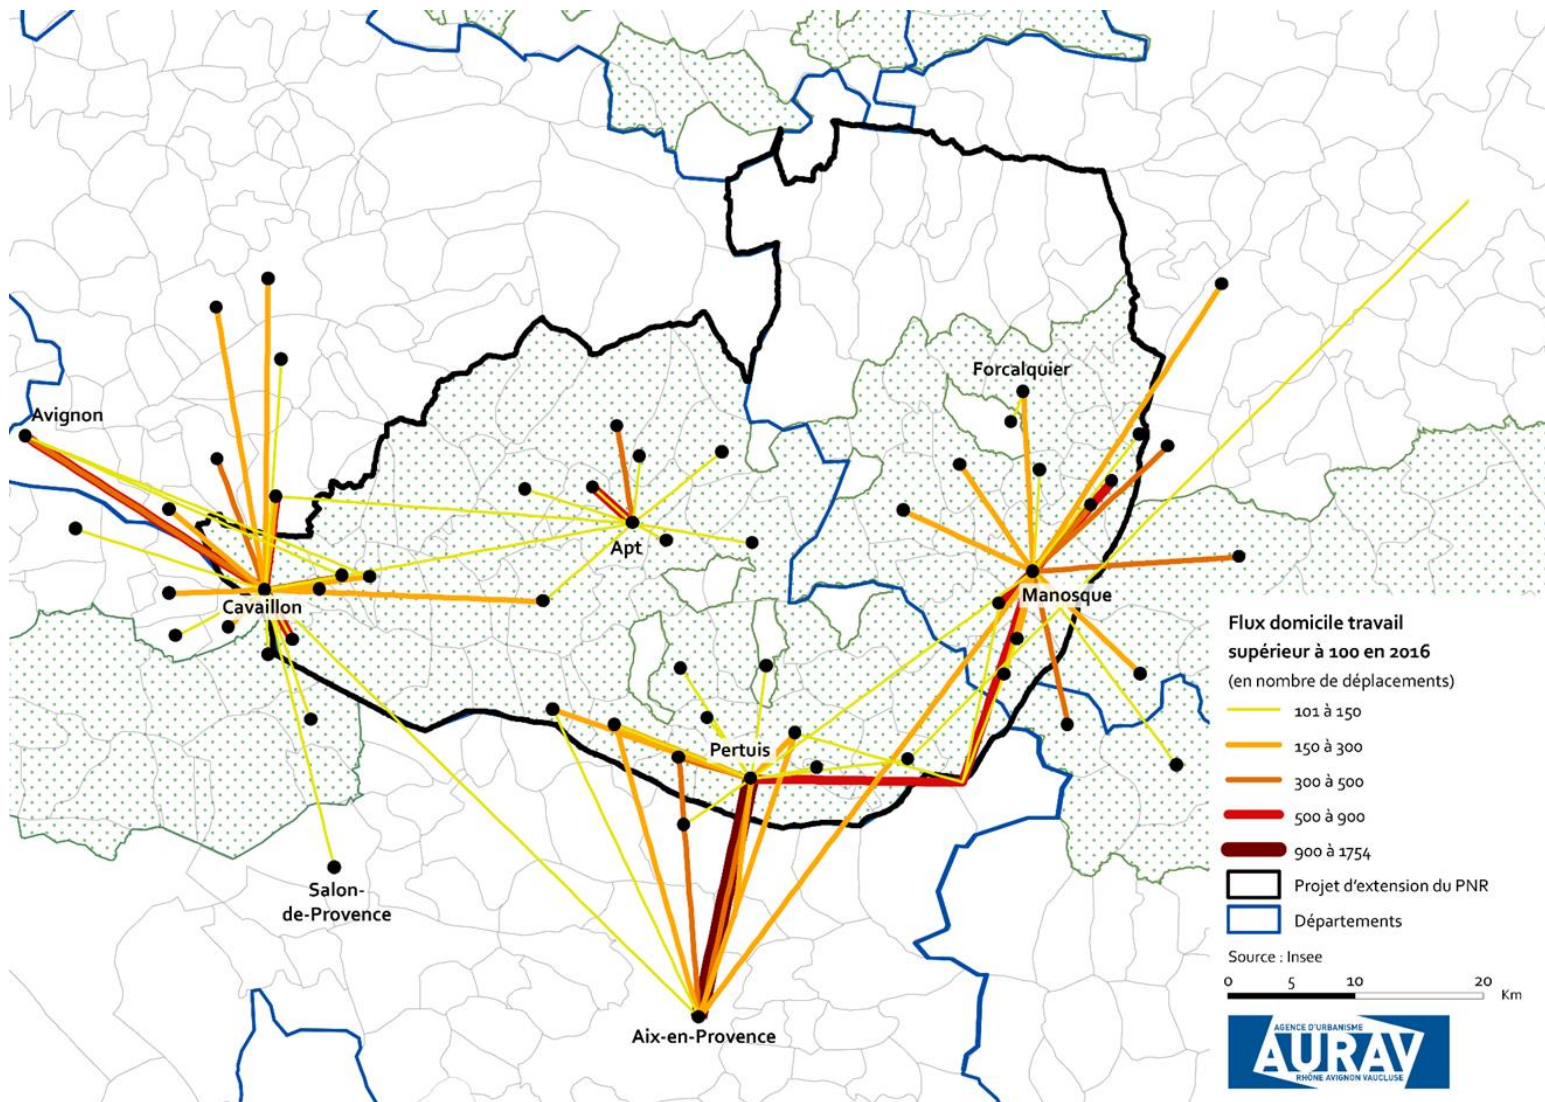 Forcalquier
Avignon
Apt
Cavaillon
Manosque
Pertuis
Salon-
de-Provence
Aix-en-Provence
Flux domicile travail
supérieur à 100 en 2016
(en nombre de déplacements)
101 à 150
150 à 300
300 à 500
500 à 900
900 à 1754
Projet d'extension du PNR
Départements
Source : Insee
0 5 10 20
Km
AGENCE D'URBANISME
AURAV
RHÔNE AVIGNON VAUCLUSE